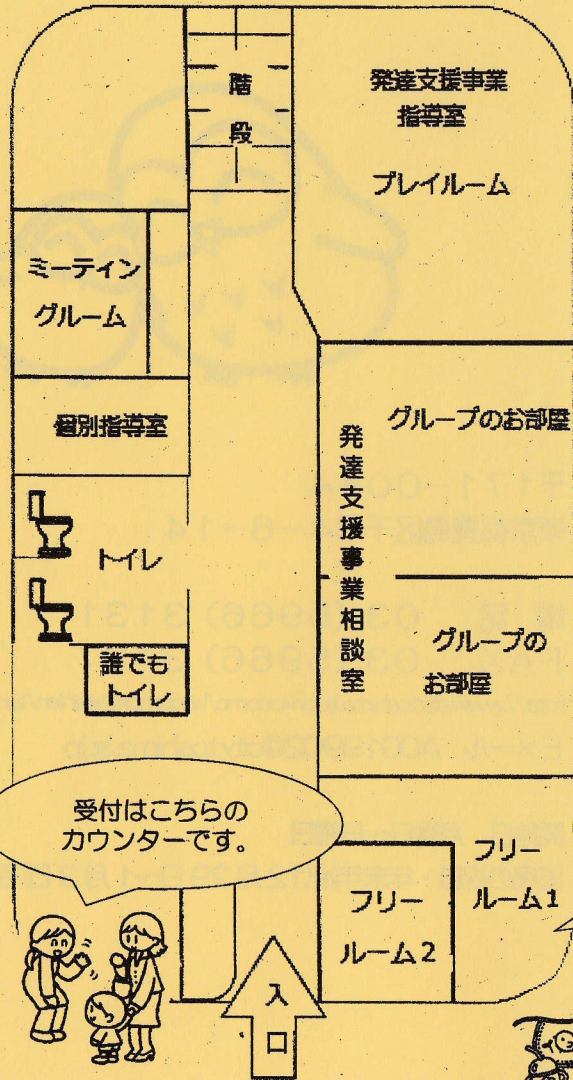 階
段
発達支援事業
指導室
プレイルーム
ミーティン
グルーム
個別指導室
グループのお部屋
発達支援事業相談室
トイレ
グループの
お部屋
誰でも
トイレ
受付はこちらの
カウンターです。
フリー
ルーム1
フリー
ルーム2
入
口